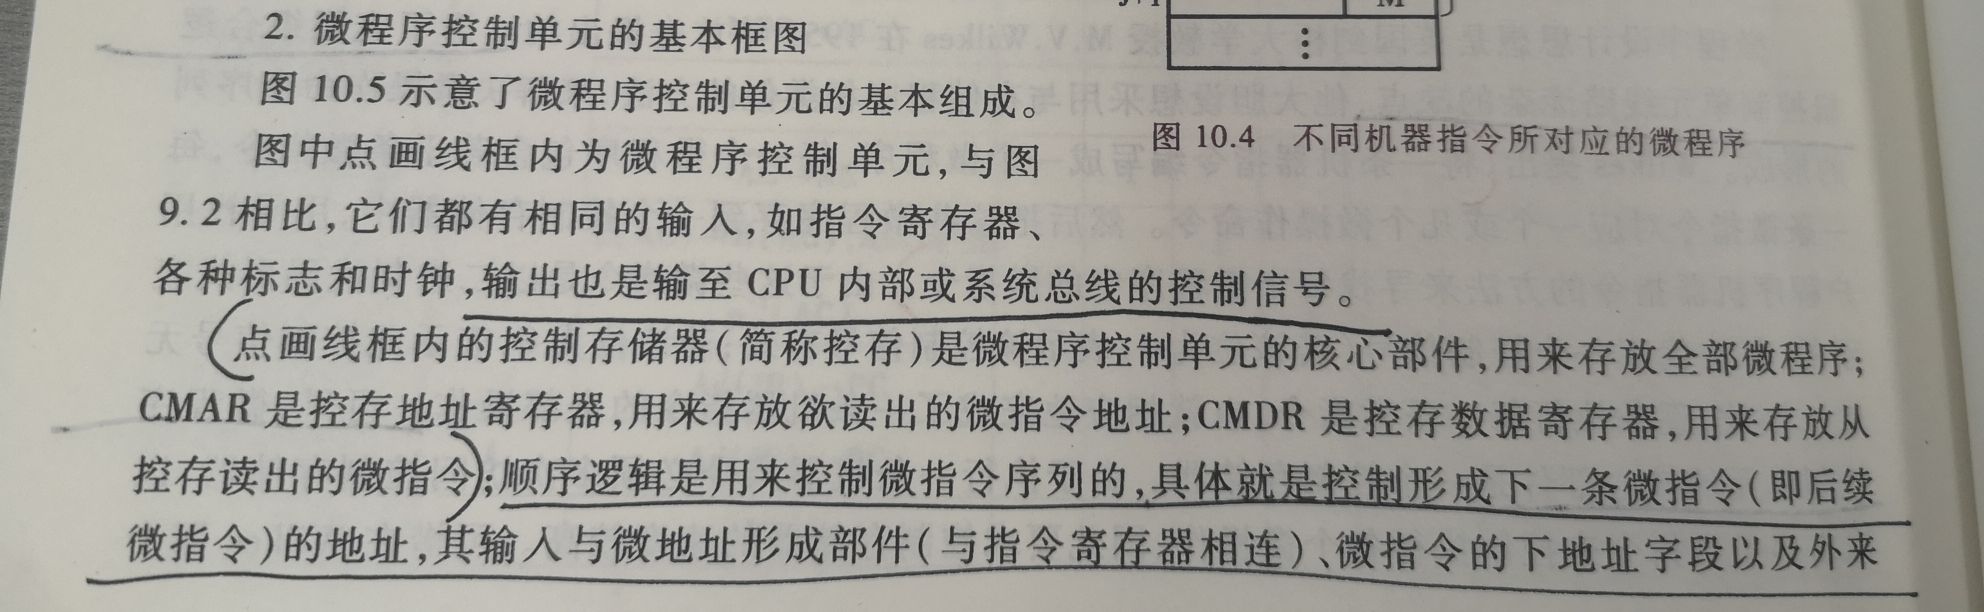 2. 微程序控制单元的基本框图
图 10.5 示意了微程序控制单元的基本组成。
图中点画线框内为微程序控制单元,与图
9.2 相比,它们都有相同的输入,如指令寄存器、
各种标志和时钟,输出也是输至 CPU 内部或系统总线的控制信号。
M
图 10.4 不同机器指令所对应的微程序
点画线框内的控制存储器(简称控存)是微程序控制单元的核心部件,用来存放全部微程序;
CMAR 是控存地址寄存器,用来存放欲读出的微指令地址;CMDR 是控存数据寄存器,用来存放从
控存读出的微指令;顺序逻辑是用来控制微指令序列的,具体就是控制形成下一条微指令(即后续
微指令)的地址,其输入与微地址形成部件(与指令寄存器相连)、微指令的下地址字段以及外来